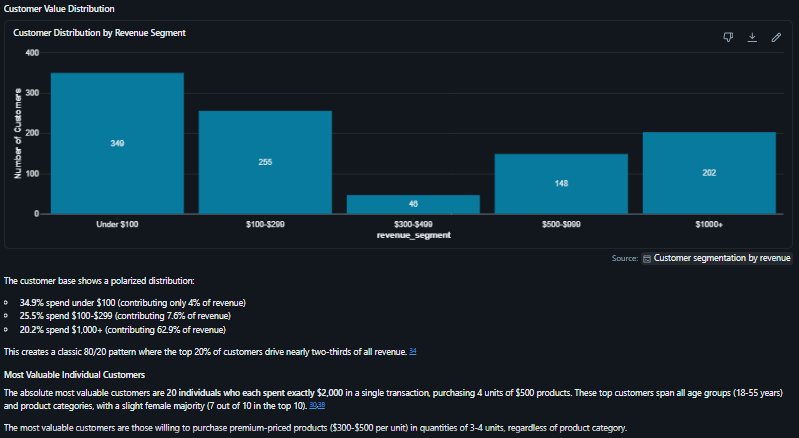 Customer Value Distribution
Customer Distribution by Revenue Segment
400
300
200
100
0
Number of Customers
349
255
46
148
202
Under $100
$100-$299
$300-$499
$500-$999
$1000+
revenue_segment
Source: Customer segmentation by revenue
The customer base shows a polarized distribution:
34.9% spend under $100 (contributing only 4% of revenue)
25.5% spend $100-$299 (contributing 7.6% of revenue)
20.2% spend $1,000+ (contributing 62.9% of revenue)
This creates a classic 80/20 pattern where the top 20% of customers drive nearly two-thirds of all revenue. 34
Most Valuable Individual Customers
The absolute most valuable customers are 20 individuals who each spent exactly $2,000 in a single transaction, purchasing 4 units of $500 products. These top customers span all age groups (18-55 years)
and product categories, with a slight female majority (7 out of 10 in the top 10).
The most valuable customers are those willing to purchase premium-priced products ($300-$500 per unit) in quantities of 3-4 units, regardless of product category.